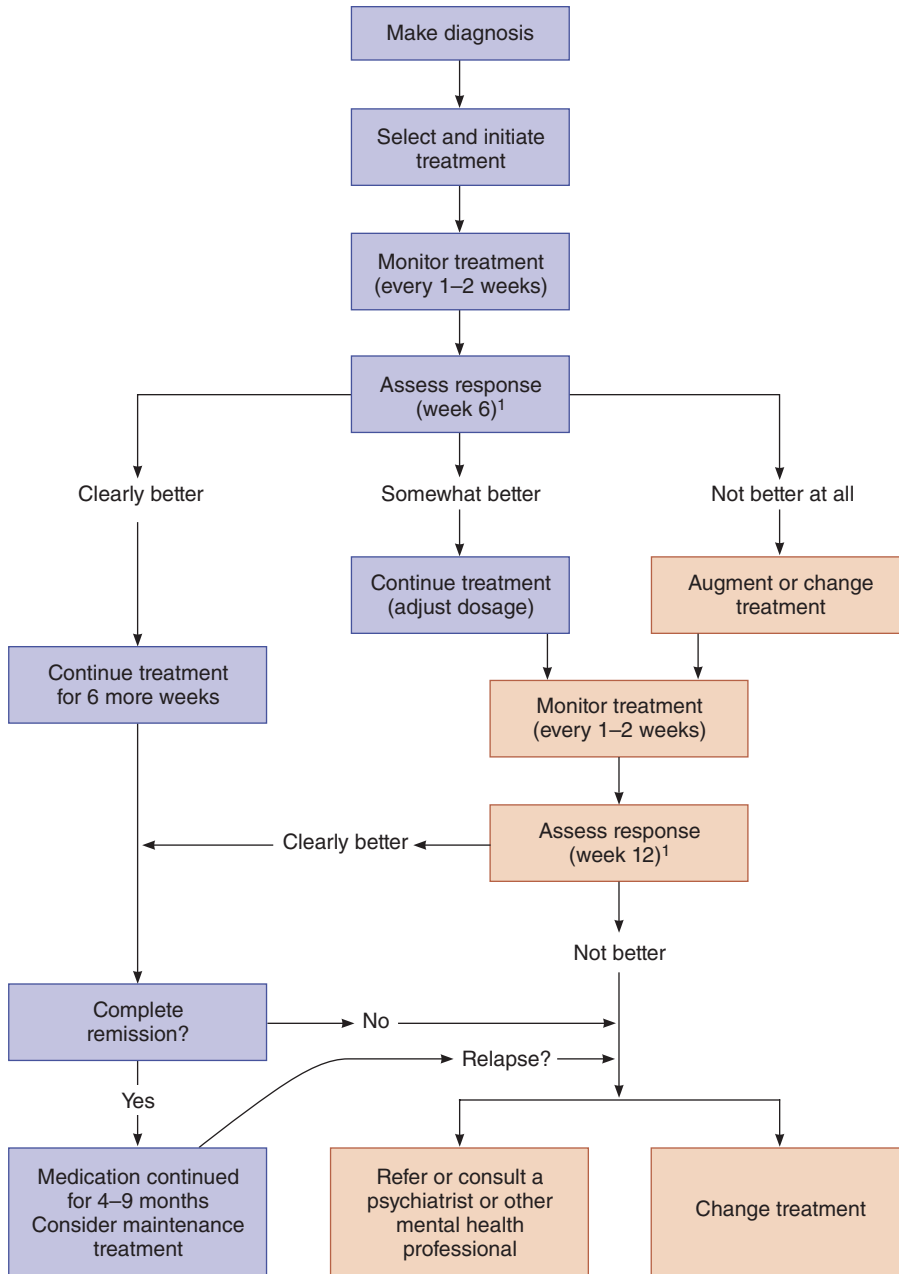 Make diagnosis
Select and initiate
treatment
Monitor treatment
(every 1–2 weeks)
Assess response
(week 6)1
Clearly better
Somewhat better
Not better at all
Continue treatment
(adjust dosage)
Augment or change
treatment
Continue treatment
for 6 more weeks
Monitor treatment
(every 1–2 weeks)
Assess response
(week 12)1
Clearly better
Not better
Complete
remission?
No
Relapse?
Yes
Medication continued
for 4–9 months
Consider maintenance
treatment
Refer or consult a
psychiatrist or other
mental health
professional
Change treatment